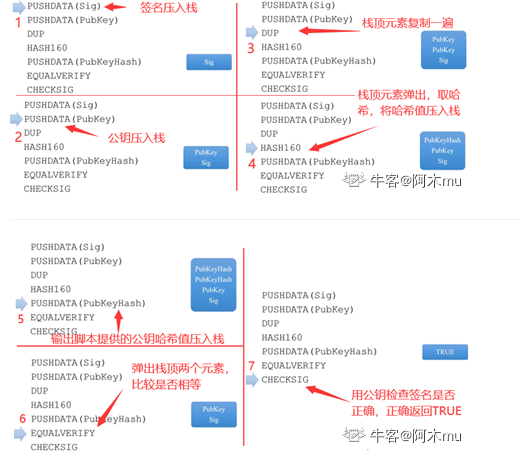 PUSHDATA(Sig)
签名压入栈
1
PUSHDATA(PubKey)
DUP
HASH160
PUSHDATA(PubKeyHash)
EQUALVERIFY
CHECKSIG
Sig
PUSHDATA(Sig)
PUSHDATA(PubKey)
DUP
栈顶元素复制一遍
3
HASH160
PUSHDATA(PubKeyHash)
EQUALVERIFY
CHECKSIG
PubKey
PubKey
Sig
牛客@阿木mu
PUSHDATA(Sig)
PUSHDATA(PubKey)
2
DUP
公钥压入栈
HASH160
PUSHDATA(PubKeyHash)
EQUALVERIFY
CHECKSIG
PubKey
Sig
栈顶元素弹出，取哈
希，将哈希值压入栈
PUSHDATA(Sig)
PUSHDATA(PubKey)
DUP
HASH160
4
PUSHDATA(PubKeyHash)
EQUALVERIFY
CHECKSIG
PubKeyHash
PubKey
Sig
牛客@阿木mu
PUSHDATA(Sig)
PUSHDATA(PubKey)
DUP
HASH160
PUSHDATA(PubKeyHash)
5
EQUALVERIFY
CHECKSIG
输出脚本提供的公钥哈希值压入栈
PubKeyHash
PubKeyHash
PubKey
Sig
PUSHDATA(Sig)
PUSHDATA(PubKey)
DUP
HASH160
6
PUSHDATA(PubKeyHash)
EQUALVERIFY
CHECKSIG
弹出栈顶两个元素，
比较是否相等
PubKey
Sig
PUSHDATA(Sig)
PUSHDATA(PubKey)
DUP
HASH160
PUSHDATA(PubKeyHash)
7
EQUALVERIFY
CHECKSIG
TRUE
用公钥检查签名是否
正确，正确返回TRUE
牛客@阿木mu